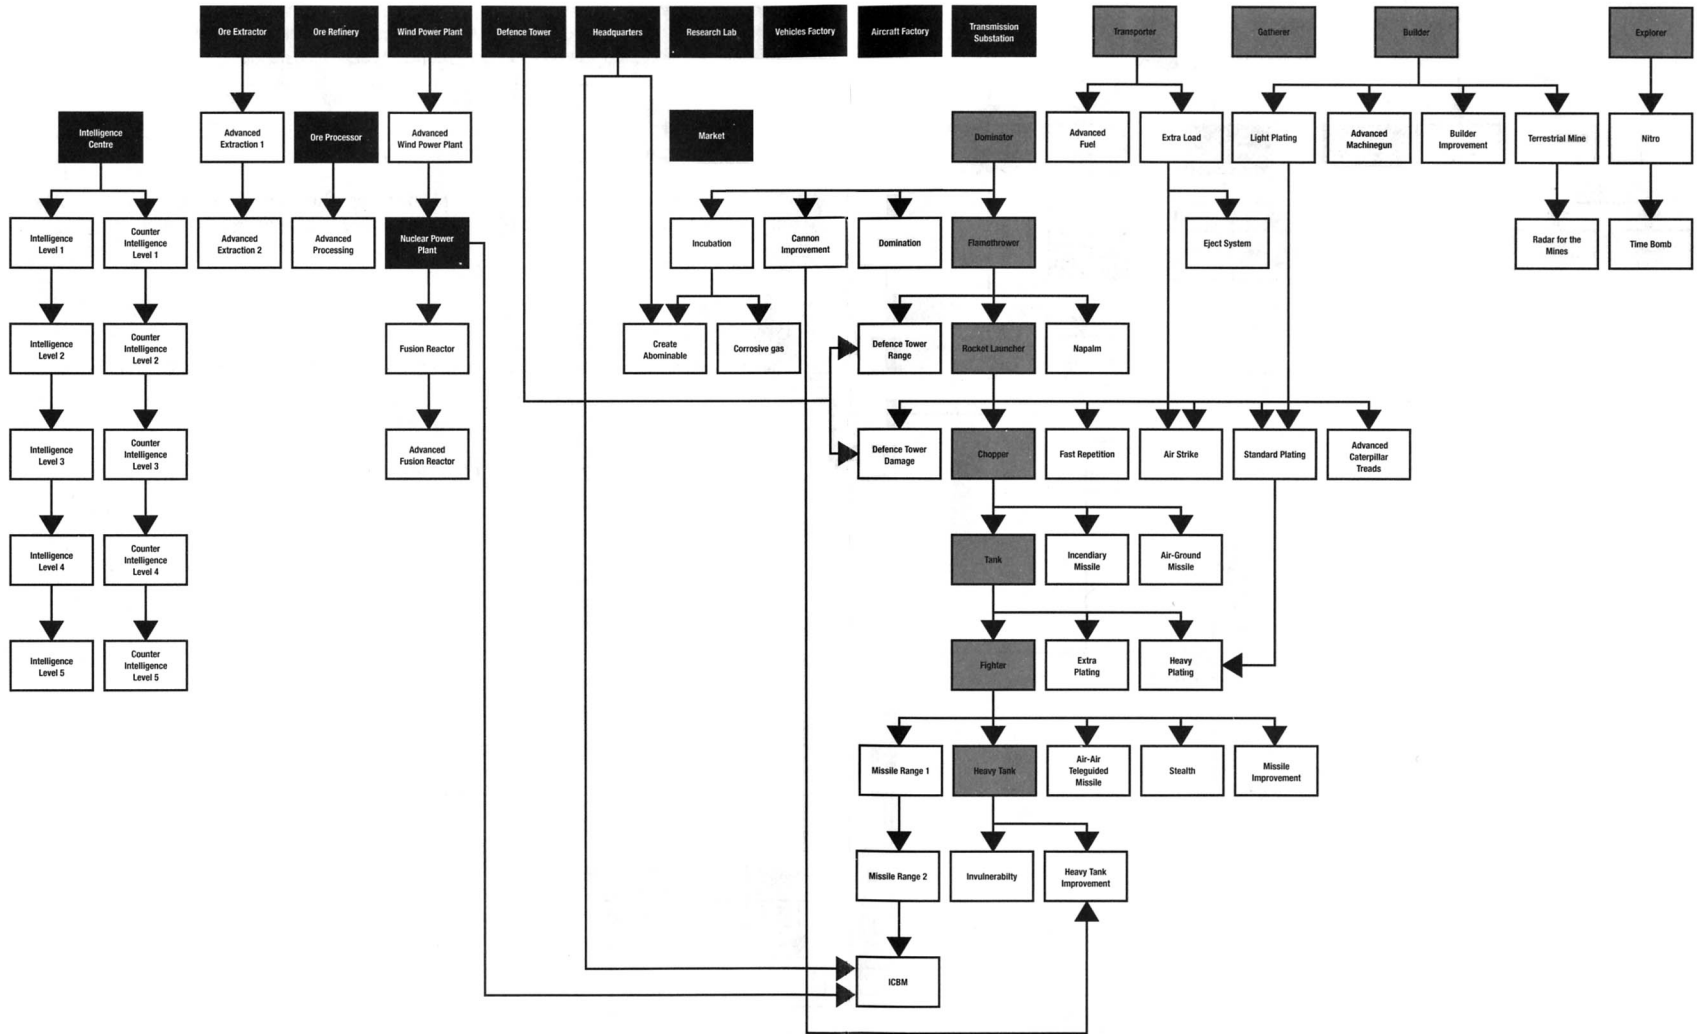 Ore Extractor
Ore Refinery
Wind Power Plant
Defence Tower
Headquarters
Research Lab
Vehicles Factory
Aircraft Factory
Transmission
Substation
Transporter
Gatherer
Builder
Explorer
Intelligence
Centre
Advanced
Extraction 1
Ore Processor
Advanced
Wind Power Plant
Market
Dominator
Advanced
Fuel
Extra Load
Light Plating
Advanced
Machinegun
Builder
Improvement
Terrestrial Mine
Nitro
Intelligence
Level 1
Counter
Intelligence
Level 1
Advanced
Extraction 2
Advanced
Processing
Nuclear Power
Plant
Incubation
Cannon
Improvement
Domination
Flamethrower
Eject System
Radar for the
Mines
Time Bomb
Intelligence
Level 2
Counter
Intelligence
Level 2
Fusion Reactor
Create
Abominable
Corrosive gas
Defence Tower
Range
Rocket Launcher
Napalm
Intelligence
Level 3
Counter
Intelligence
Level 3
Advanced
Fusion Reactor
Defence Tower
Damage
Chopper
Fast Repetition
Air Strike
Standard Plating
Advanced
Caterpillar
Treads
Intelligence
Level 4
Counter
Intelligence
Level 4
Tank
Incendiary
Missile
Air-Ground
Missile
Intelligence
Level 5
Counter
Intelligence
Level 5
Fighter
Extra
Plating
Heavy
Plating
Missile Range 1
Heavy Tank
Air-Air
Teleguided
Missile
Stealth
Missile
Improvement
Missile Range 2
Invulnerabilty
Heavy Tank
Improvement
ICBM